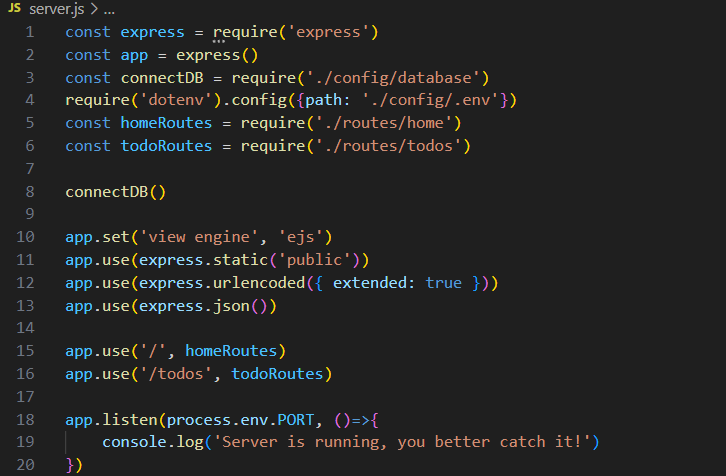 JS server.js > ...
1 const express = require('express')
2 const app = express()
3 const connectDB = require('./config/database')
4 require('dotenv').config({path: './config/.env'})
5 const homeRoutes = require('./routes/home')
6 const todoRoutes = require('./routes/todos')
7
8 connectDB()
9
10 app.set('view engine', 'ejs')
11 app.use(express.static('public'))
12 app.use(express.urlencoded({ extended: true }))
13 app.use(express.json())
14
15 app.use('/', homeRoutes)
16 app.use('/todos', todoRoutes)
17
18 app.listen(process.env.PORT, ()=>{
19     console.log('Server is running, you better catch it!')
20 })